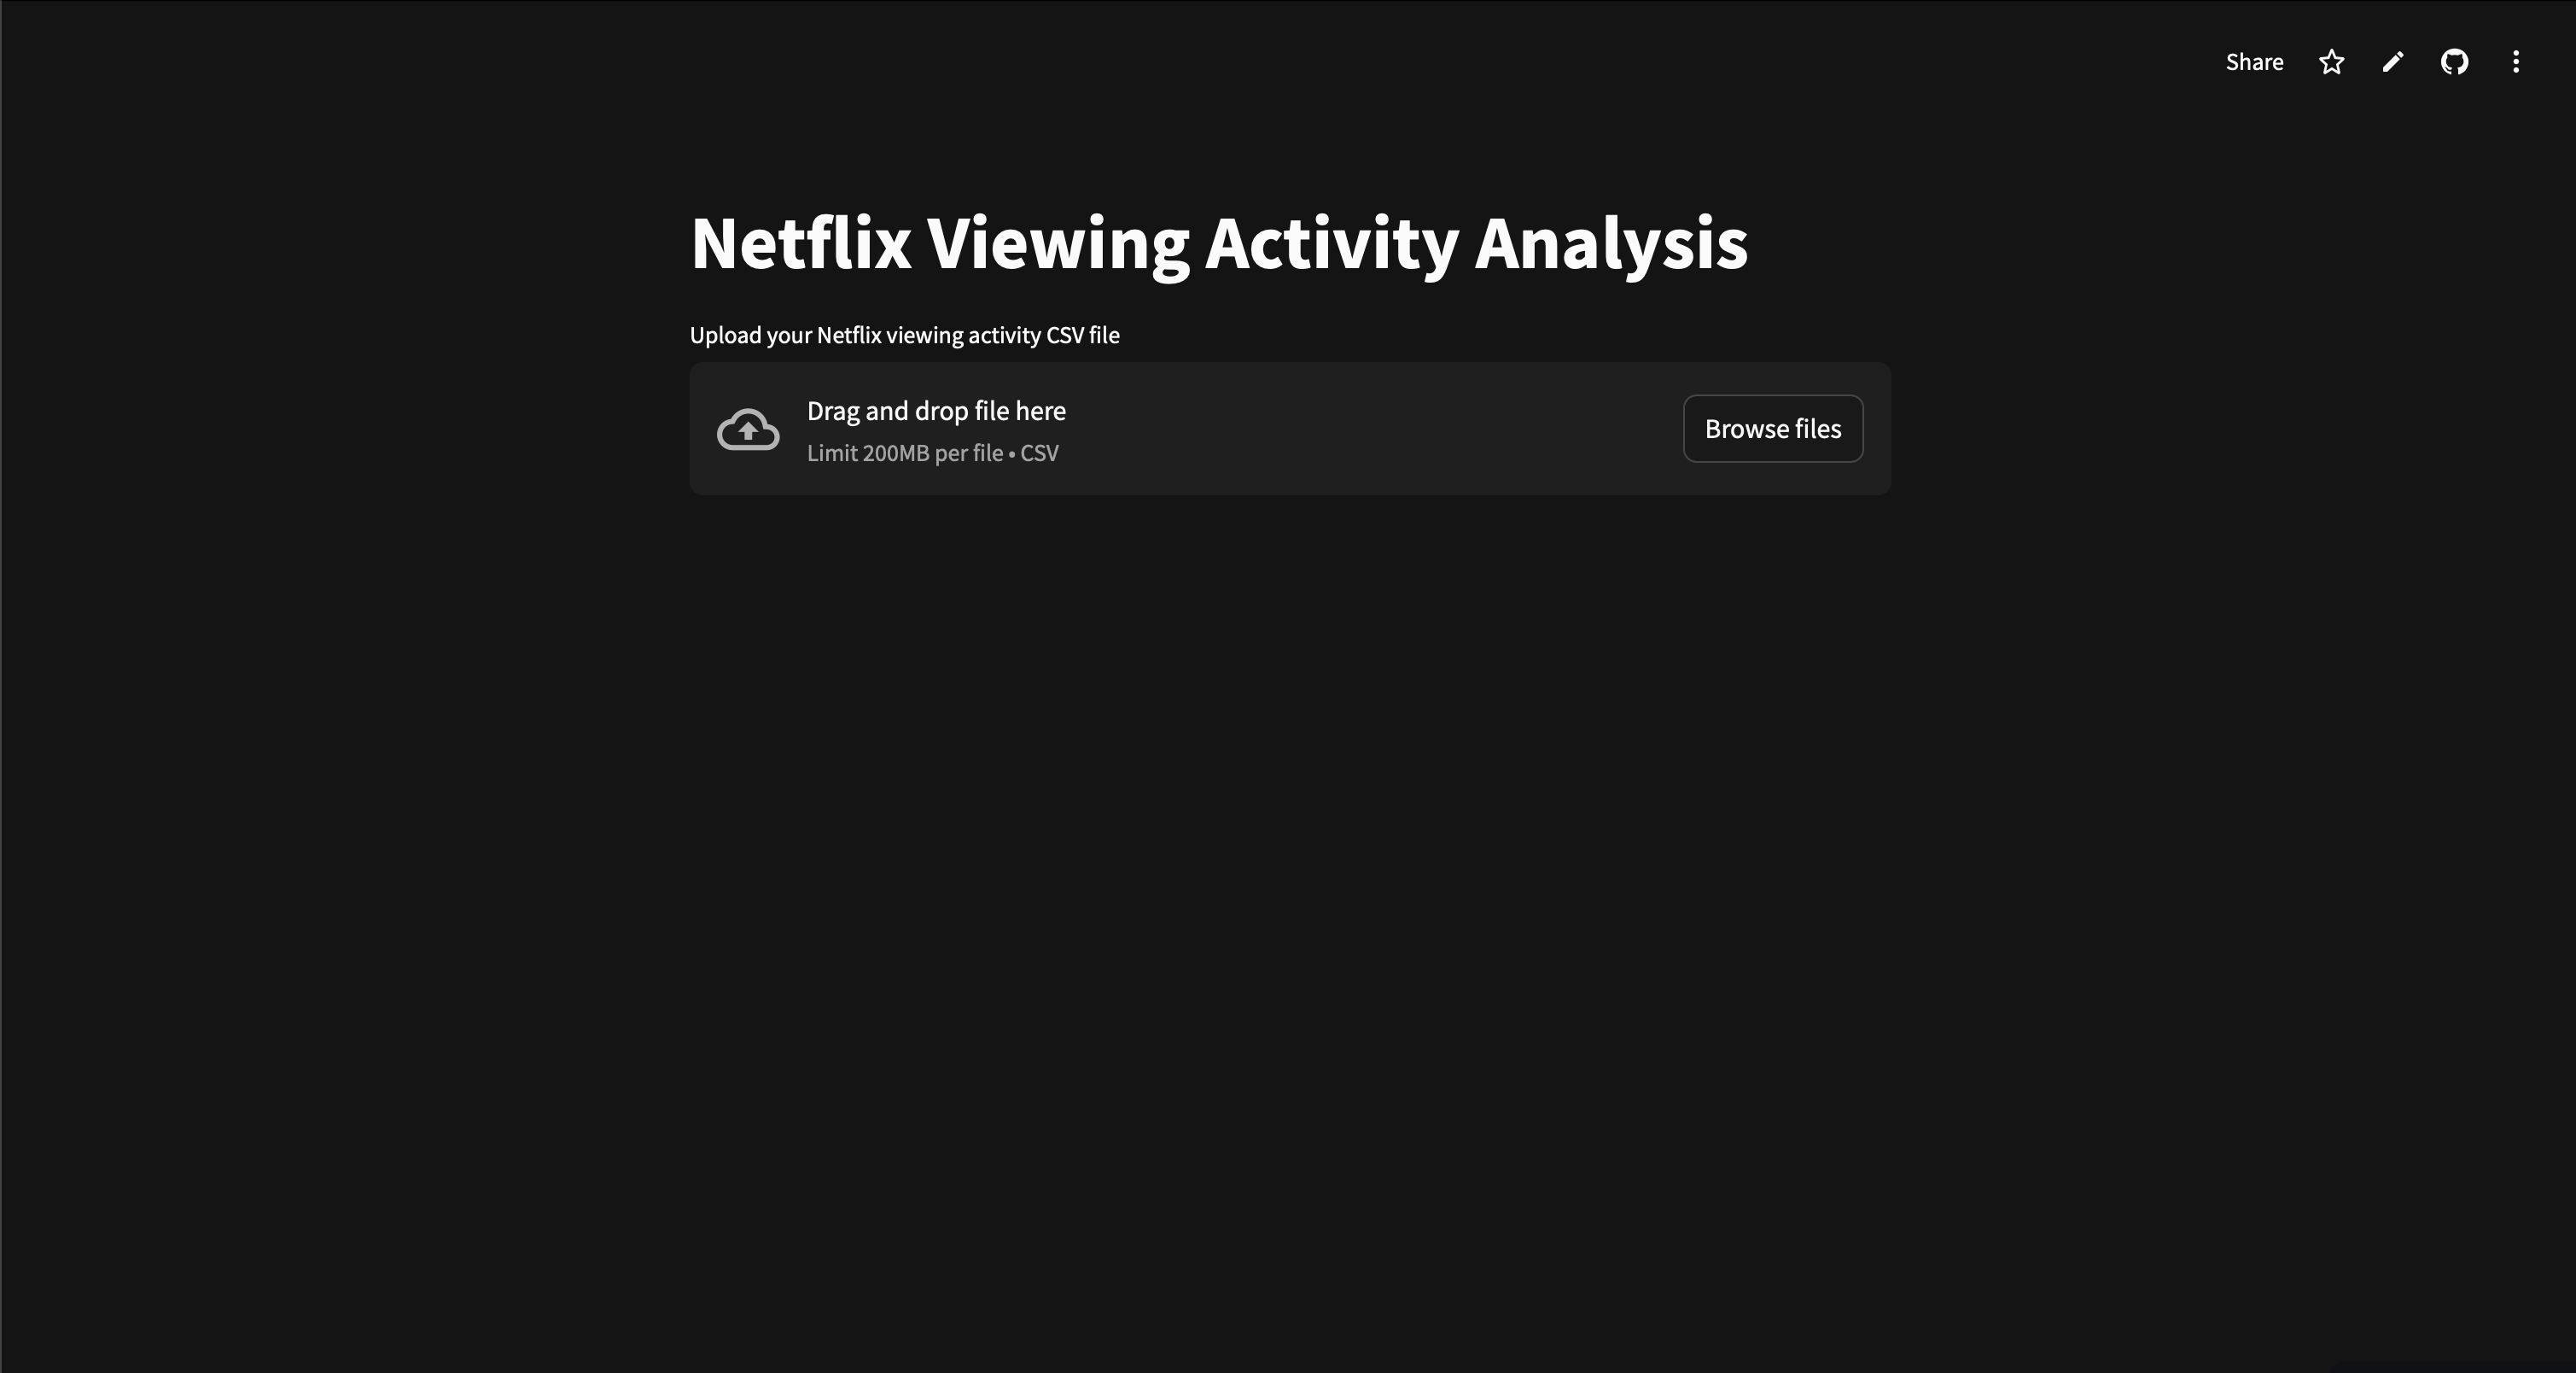 Share
Netflix Viewing Activity Analysis
Upload your Netflix viewing activity CSV file
Drag and drop file here
Limit 200MB per file • CSV
Browse files